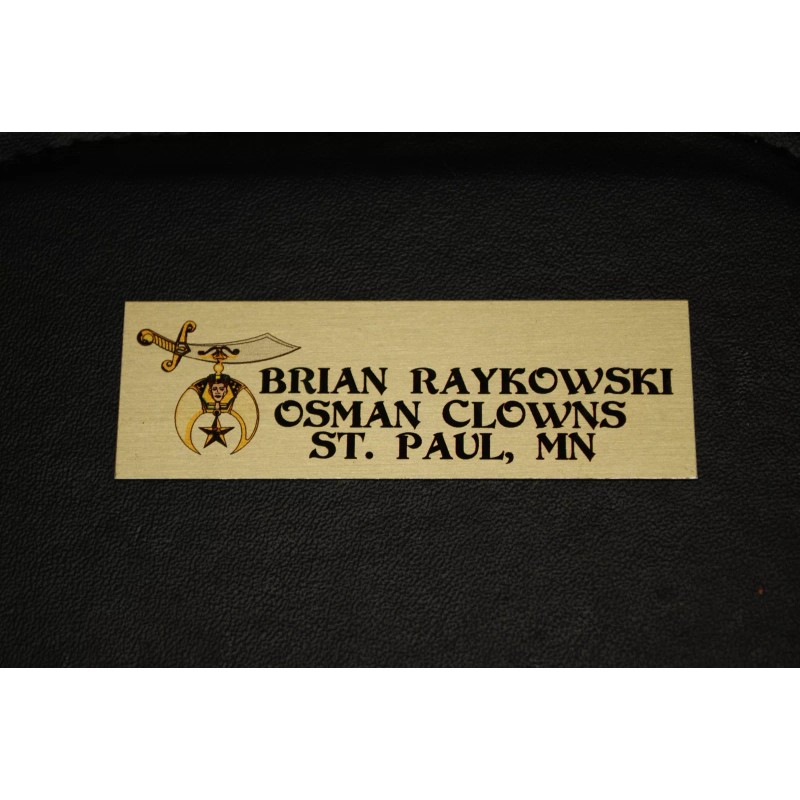 BRIAN RAYKOWSKI
OSMAN CLOWNS
ST. PAUL, MN